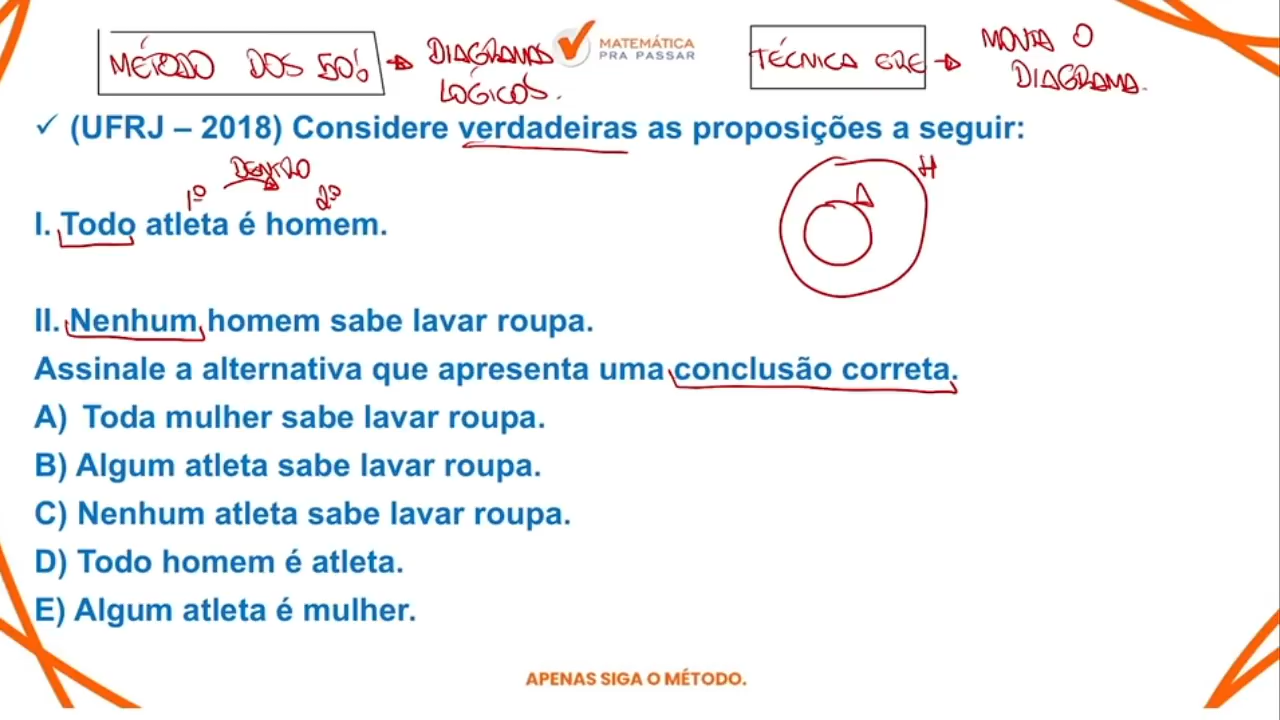 MÉTODO DOS 50% → DIAGRAMAS LÓGICOS.
MATEMÁTICA
PRA PASSAR
TÉCNICA ERE → MONTA O DIAGRAMA.
✓ (UFRJ – 2018) Considere verdadeiras as proposições a seguir:
DENTRO
1º 2º
I. Todo atleta é homem.
H
A
II. Nenhum homem sabe lavar roupa.
Assinale a alternativa que apresenta uma conclusão correta.
A) Toda mulher sabe lavar roupa.
B) Algum atleta sabe lavar roupa.
C) Nenhum atleta sabe lavar roupa.
D) Todo homem é atleta.
E) Algum atleta é mulher.
APENAS SIGA O MÉTODO.